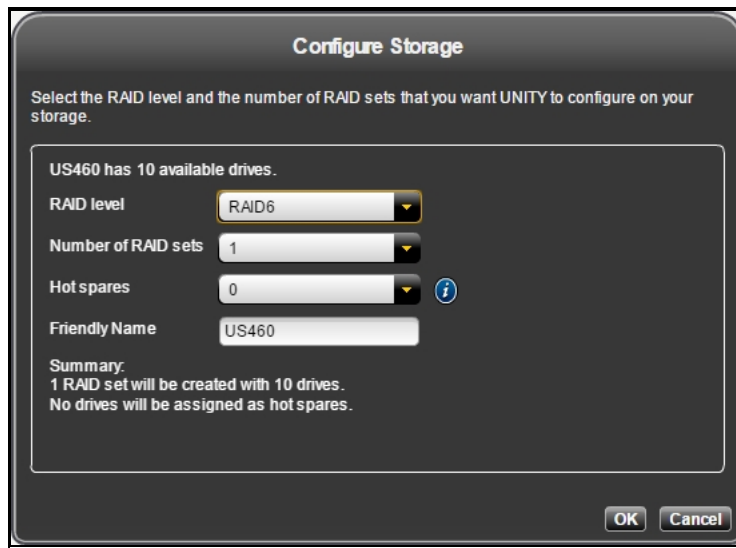 Configure Storage
Select the RAID level and the number of RAID sets that you want UNITY to configure on your
storage.
US460 has 10 available drives.
RAID level RAID6
Number of RAID sets 1
Hot spares 0 i
Friendly Name US460
Summary:
1 RAID set will be created with 10 drives.
No drives will be assigned as hot spares.
OK Cancel